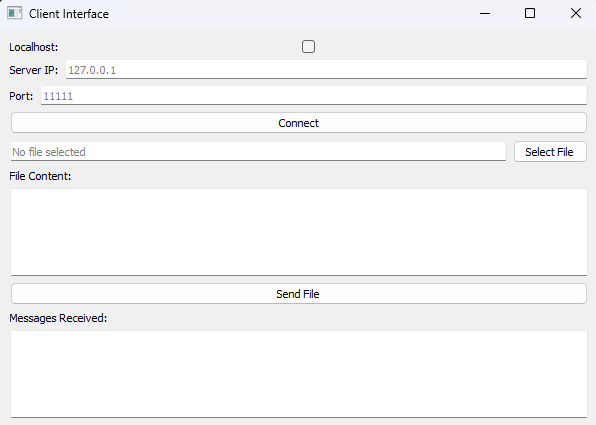 Client Interface
Localhost:
Server IP: 127.0.0.1
Port: 11111
Connect
No file selected Select File
File Content:
Send File
Messages Received: